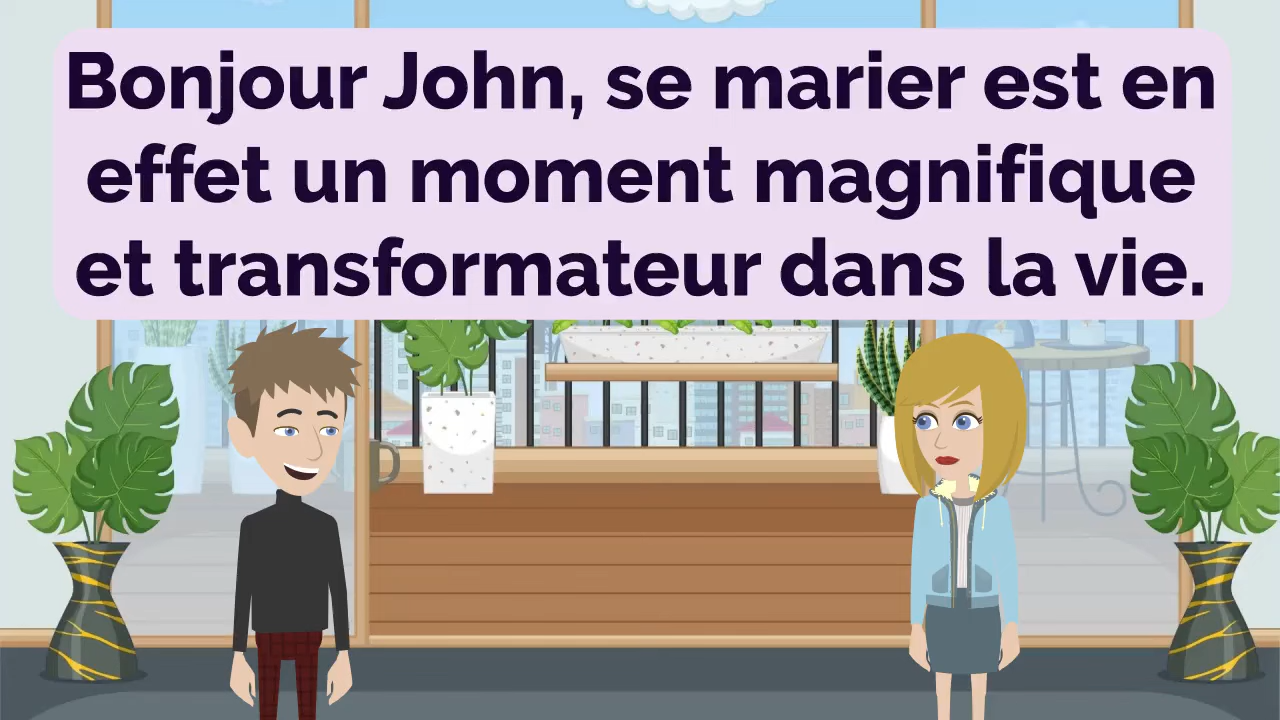 Bonjour John, se marier est en
effet un moment magnifique
et transformateur dans la vie.